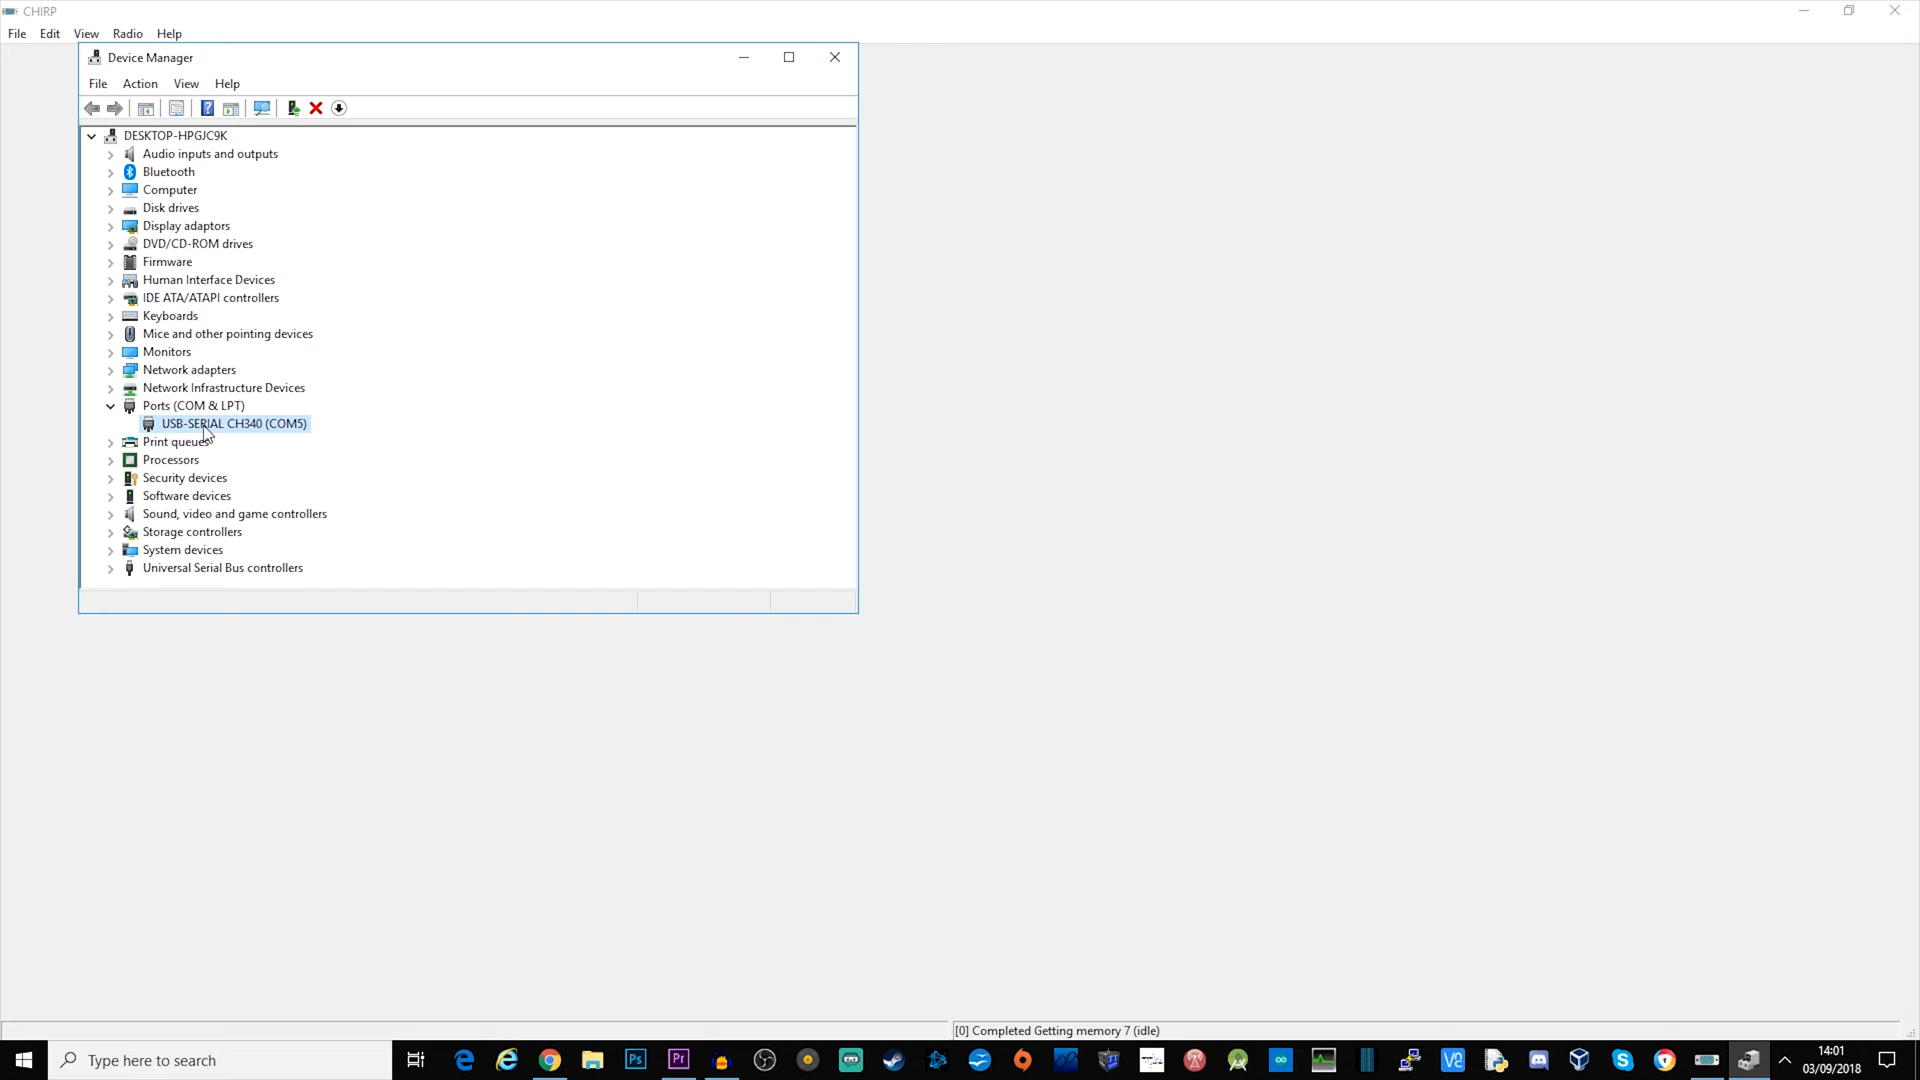 CHIRP
File Edit View Radio Help
Device Manager
File Action View Help
DESKTOP-HPGJC9K
Audio inputs and outputs
Bluetooth
Computer
Disk drives
Display adaptors
DVD/CD-ROM drives
Firmware
Human Interface Devices
IDE ATA/ATAPI controllers
Keyboards
Mice and other pointing devices
Monitors
Network adapters
Network Infrastructure Devices
Ports (COM & LPT)
USB-SERIAL CH340 (COM5)
Print queues
Processors
Security devices
Software devices
Sound, video and game controllers
Storage controllers
System devices
Universal Serial Bus controllers
[0] Completed Getting memory 7 (idle)
Type here to search
Ps
Pr
14:01
03/09/2018